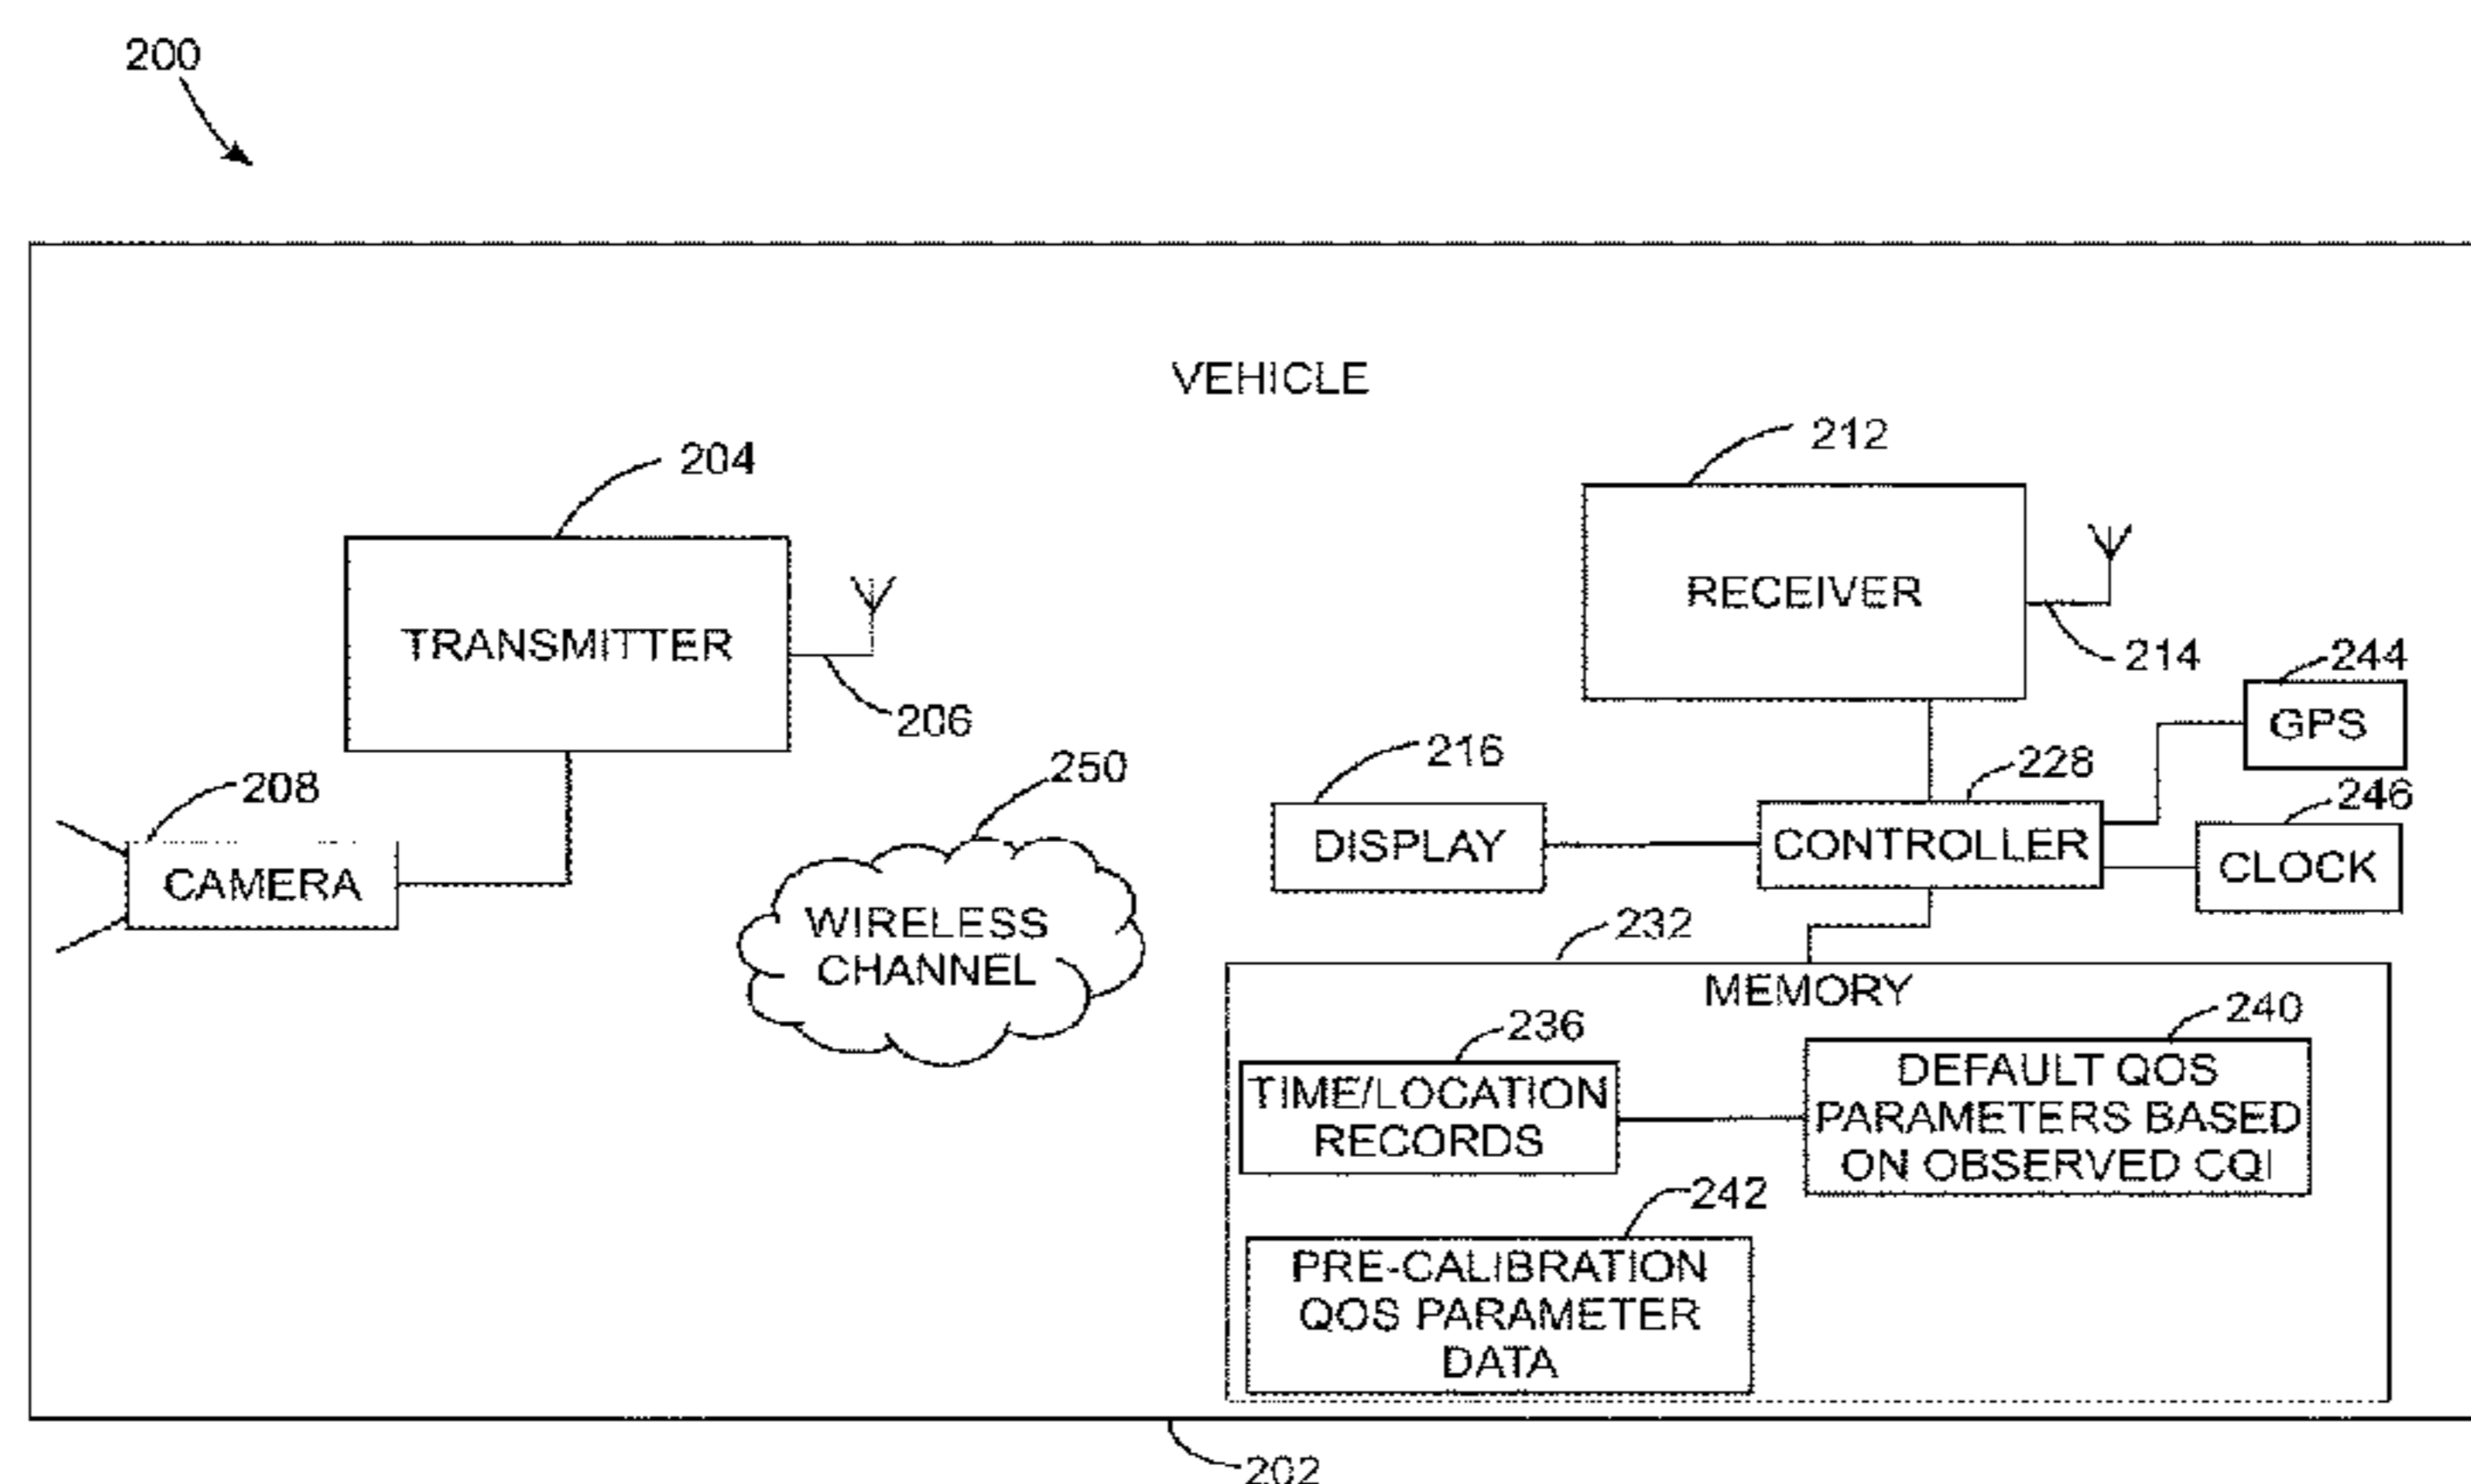 200
VEHICLE
204
212
TRANSMITTER
RECEIVER
206
214
244
GPS
208
250
216
228
246
CAMERA
DISPLAY
CONTROLLER
CLOCK
WIRELESS
CHANNEL
232
MEMORY
236
240
TIME/LOCATION
RECORDS
DEFAULT QOS
PARAMETERS BASED
ON OBSERVED CQI
242
PRE-CALIBRATION
QOS PARAMETER
DATA
202